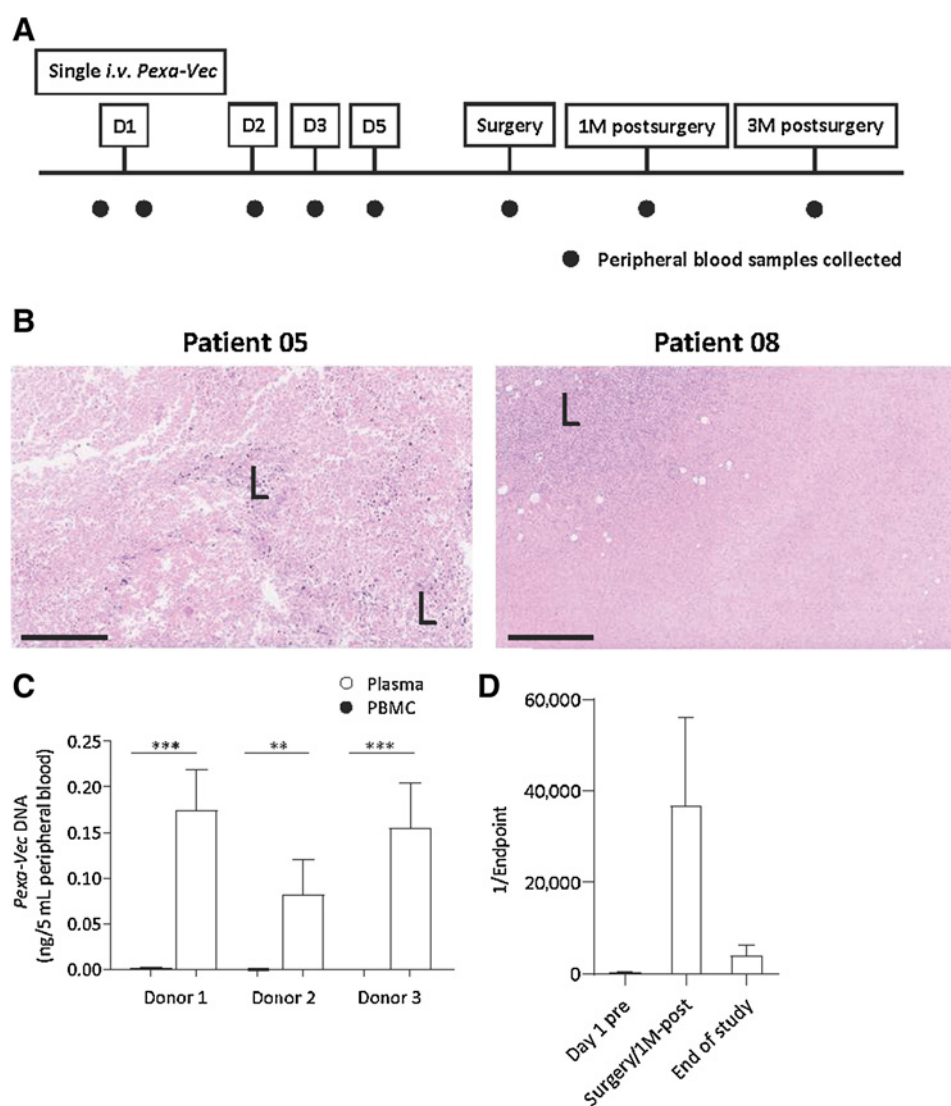 A
Single i.v. Pexa-Vec
D1
D2
D3
D5
Surgery
1M postsurgery
3M postsurgery
Peripheral blood samples collected
B
Patient 05
Patient 08
L
L
L
C
Plasma
PBMC
Pexa-Vec DNA
(ng/5 mL peripheral blood)
0.25
0.20
0.15
0.10
0.05
0.00
***
**
***
Donor 1
Donor 2
Donor 3
D
1/Endpoint
60,000
40,000
20,000
0
Day 1 pre
Surgery/1M-post
End of study